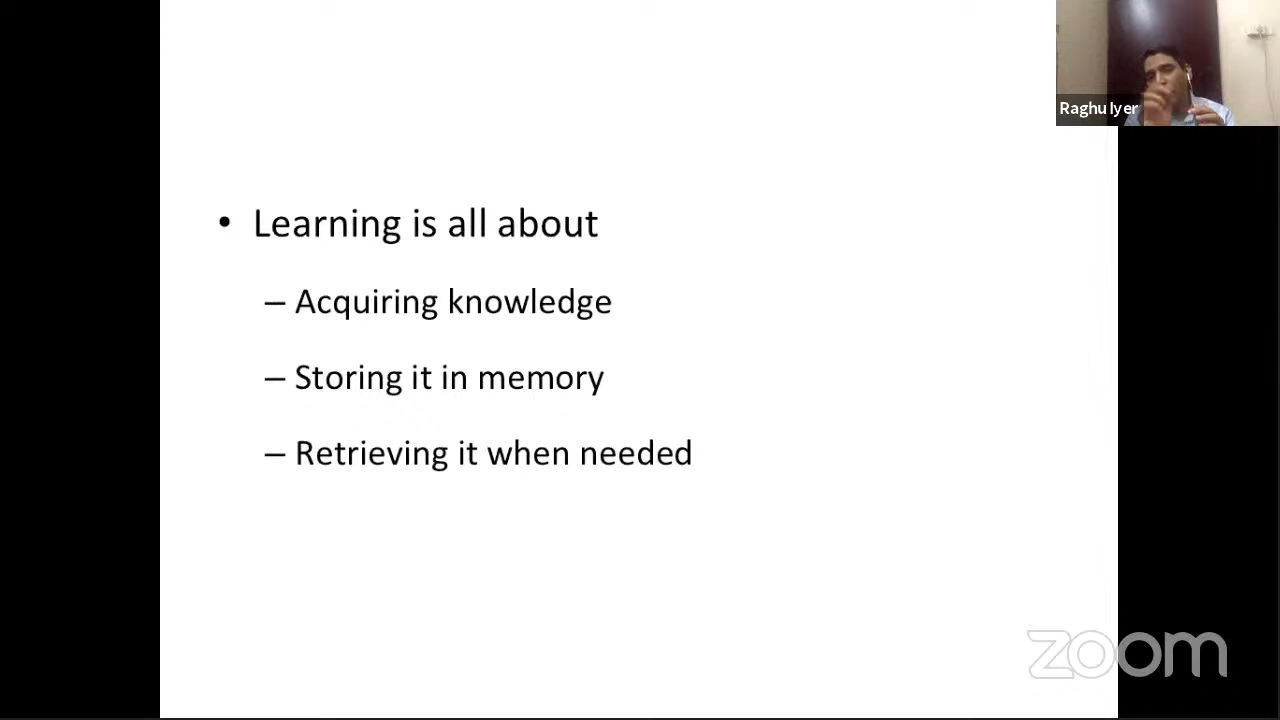 Raghu Iyer
• Learning is all about
– Acquiring knowledge
– Storing it in memory
– Retrieving it when needed
zoom